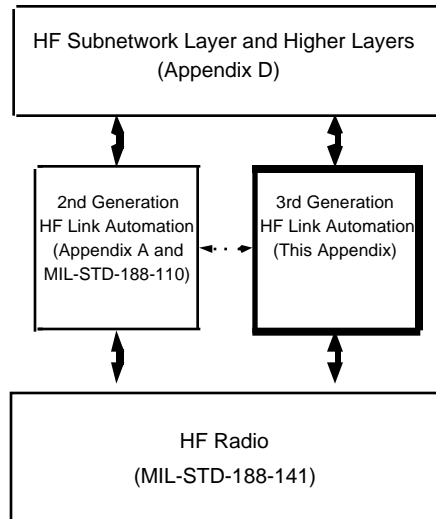 HF Subnetwork Layer and Higher Layers
(Appendix D)
2nd Generation
HF Link Automation
(Appendix A and
MIL-STD-188-110)
3rd Generation
HF Link Automation
(This Appendix)
HF Radio
(MIL-STD-188-141)